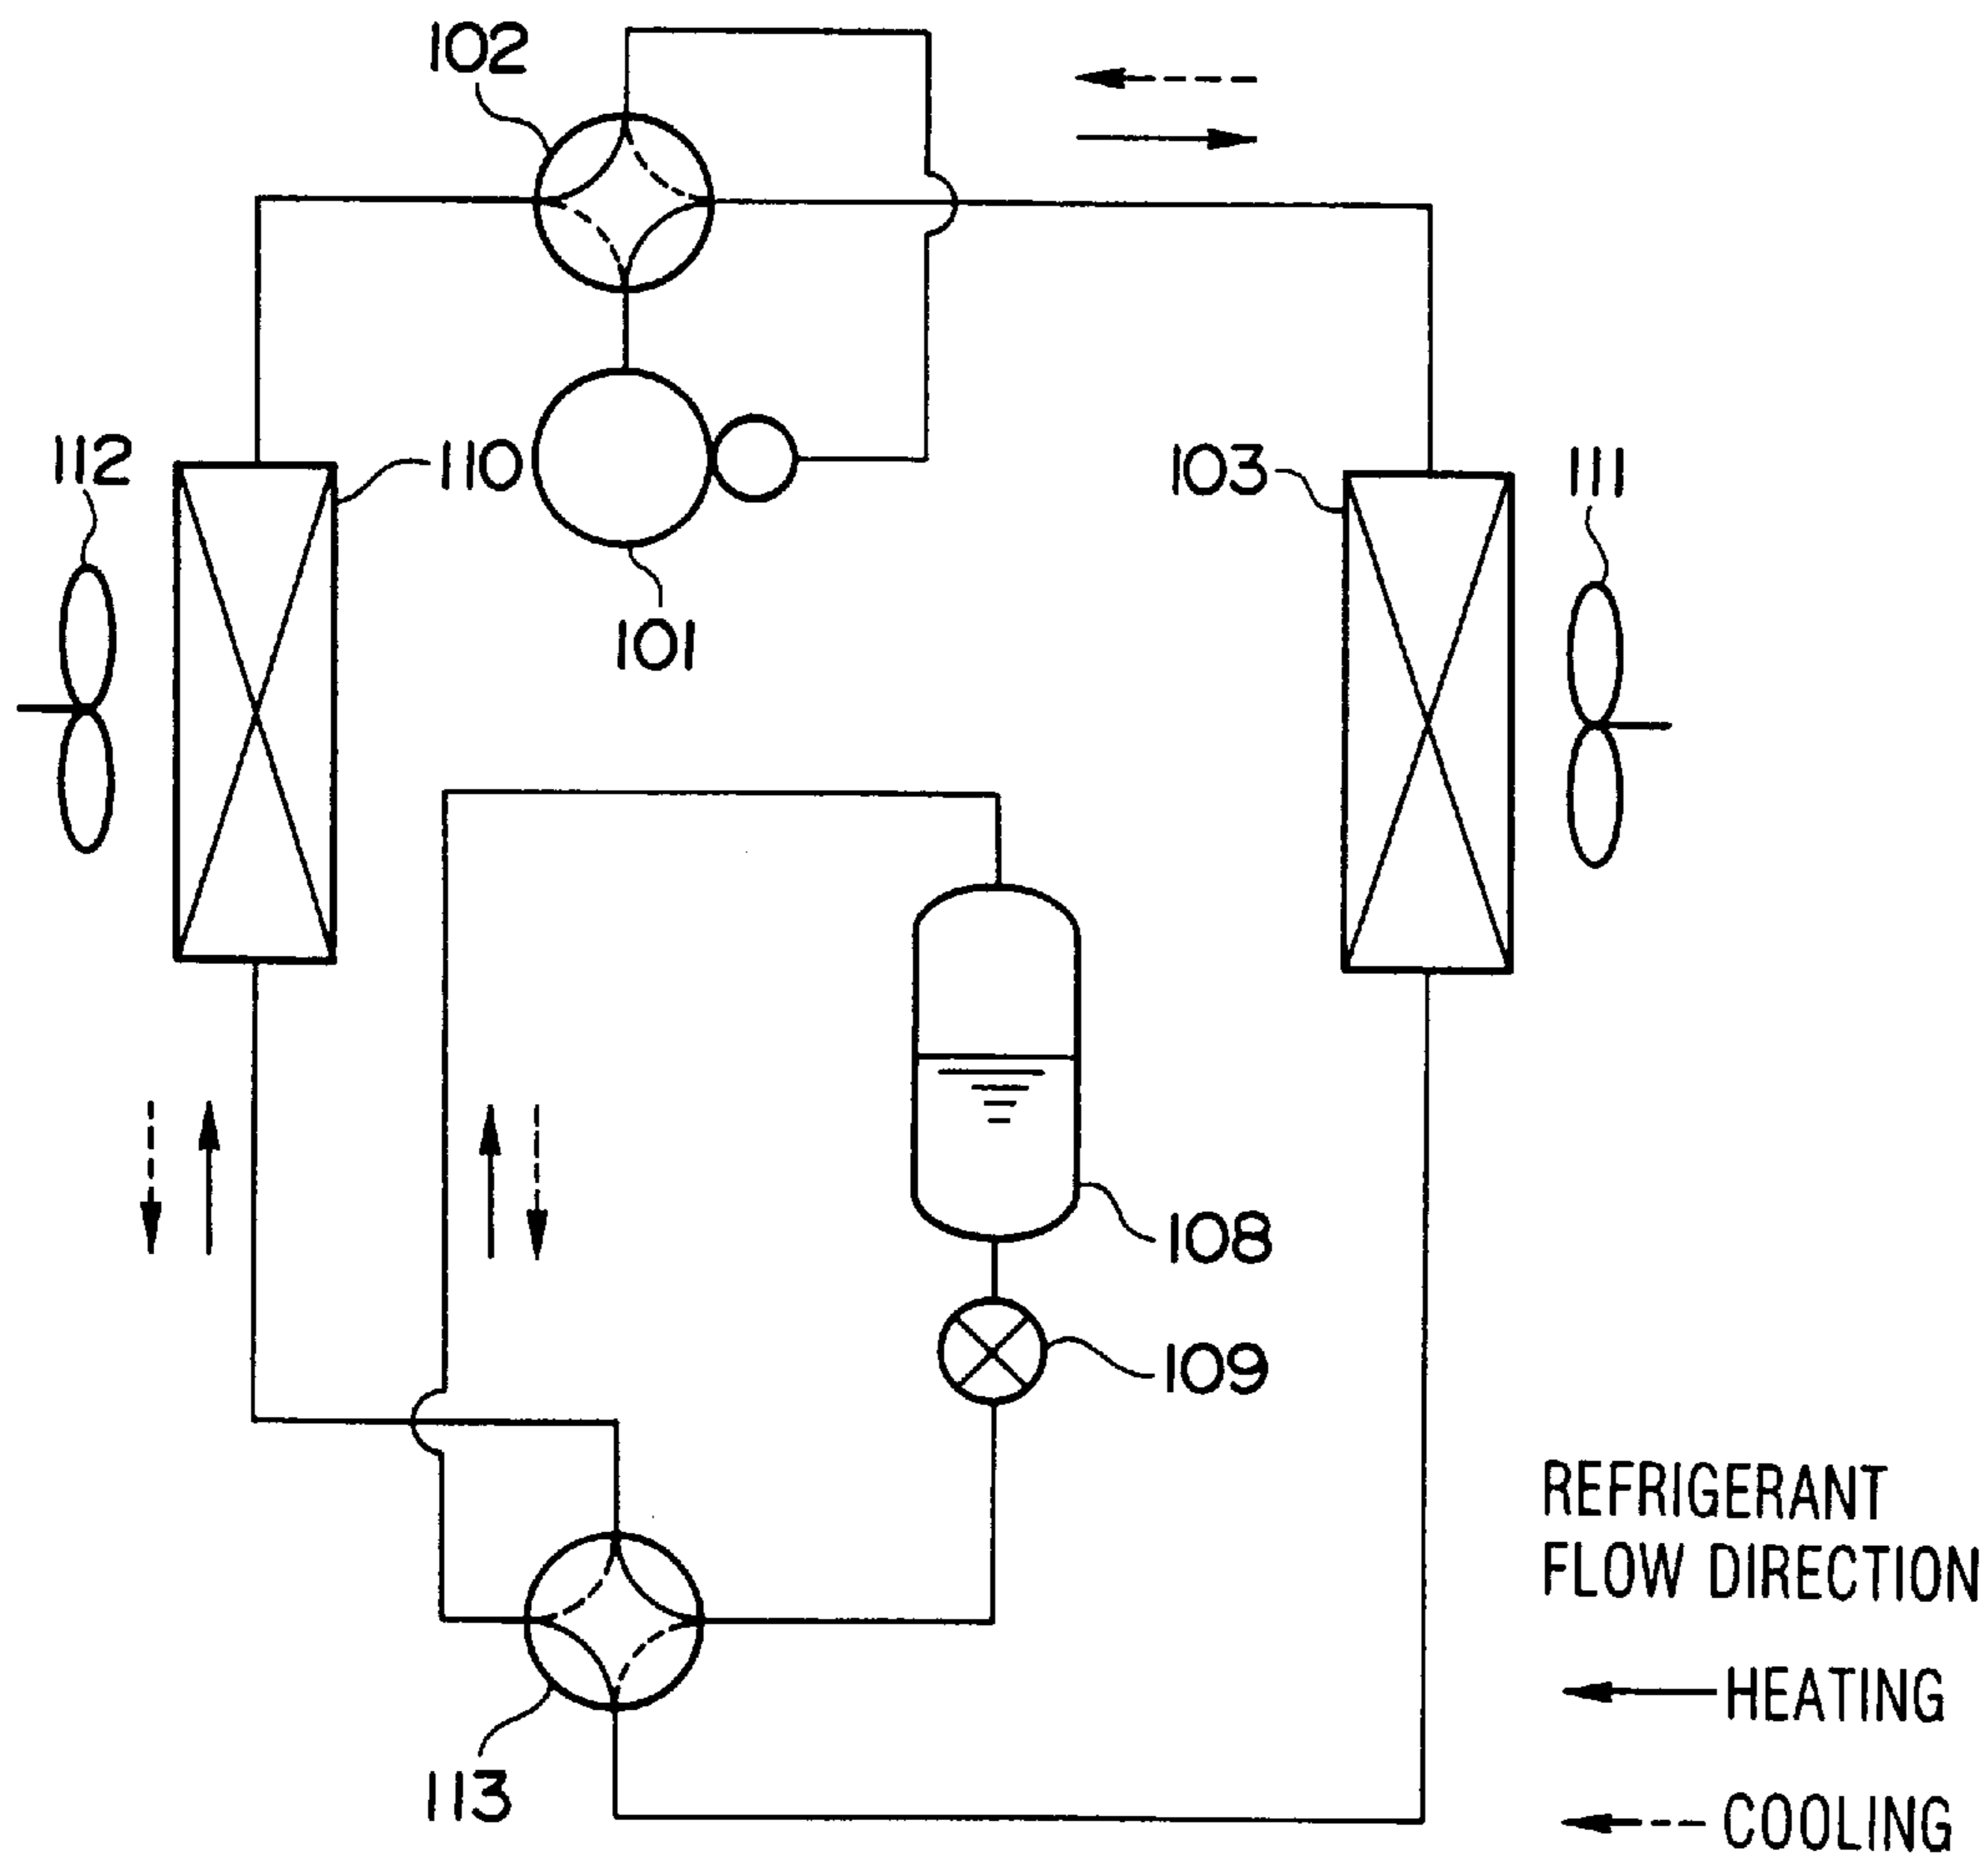 102
112
110
103
111
101
108
109
113
REFRIGERANT
FLOW DIRECTION
HEATING
COOLING